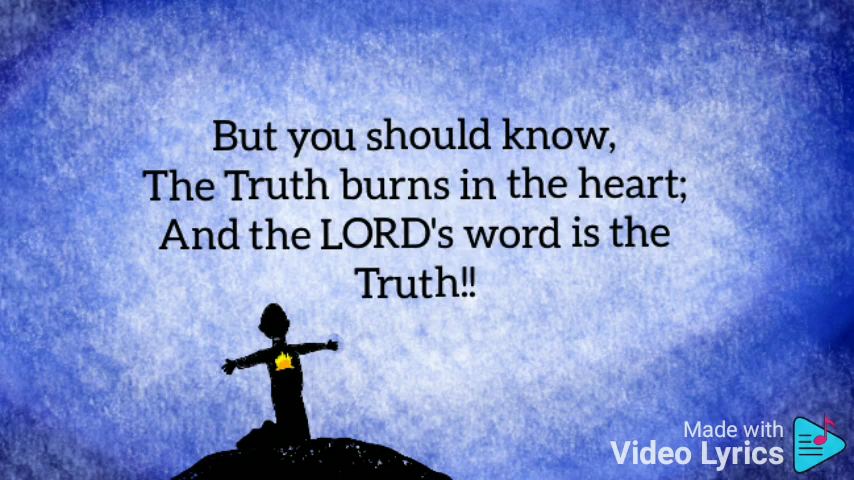 But you should know,
The Truth burns in the heart;
And the LORD's word is the
Truth!!
Made with
Video Lyrics